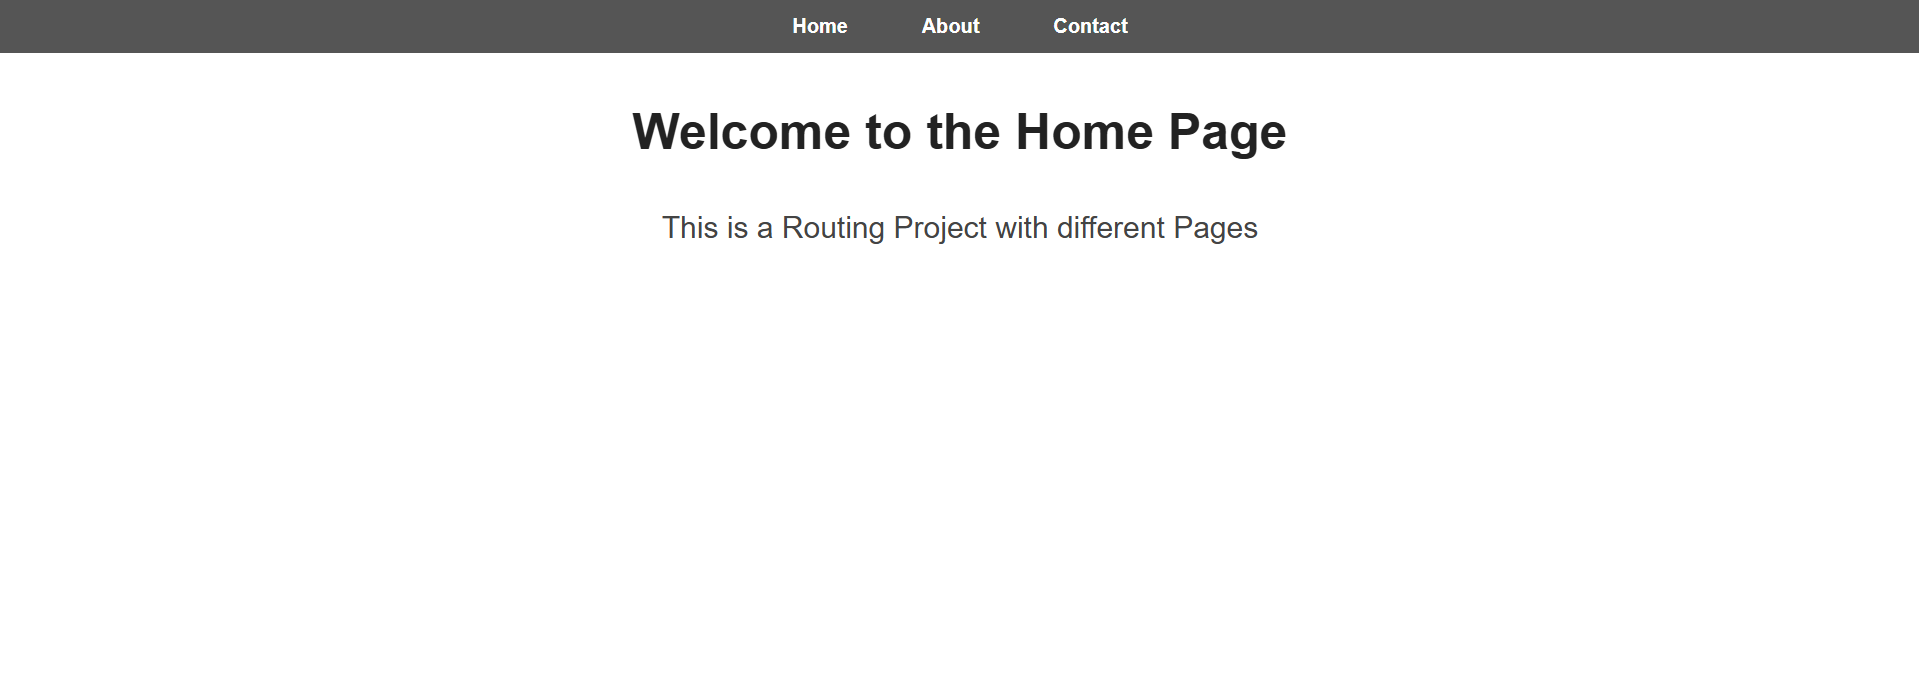 Home About Contact
Welcome to the Home Page
This is a Routing Project with different Pages